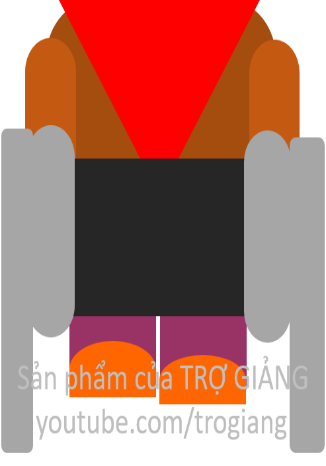 Sản phẩm của TRỢ GIẢNG
youtube.com/trogiang